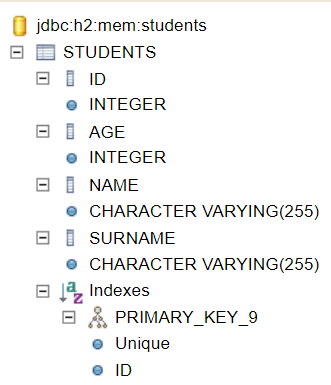 jdbc:h2:mem:students
STUDENTS
ID
INTEGER
AGE
INTEGER
NAME
CHARACTER VARYING(255)
SURNAME
CHARACTER VARYING(255)
Indexes
PRIMARY_KEY_9
Unique
ID